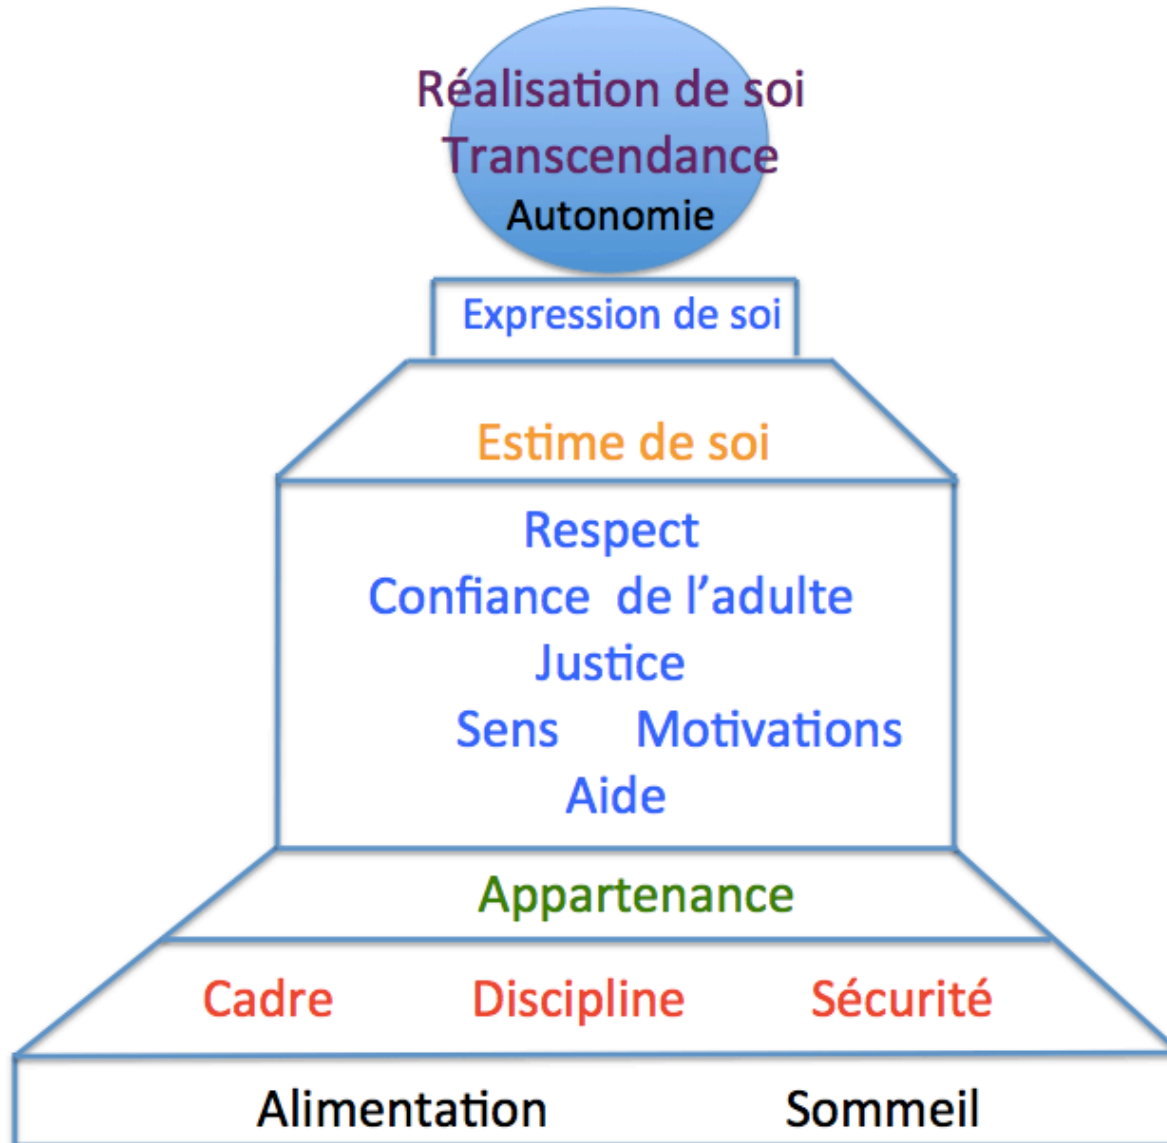 Réalisation de soi
Transcendance
Autonomie
Expression de soi
Estime de soi
Respect
Confiance de l'adulte
Justice
Sens Motivations
Aide
Appartenance
Cadre Discipline Sécurité
Alimentation Sommeil